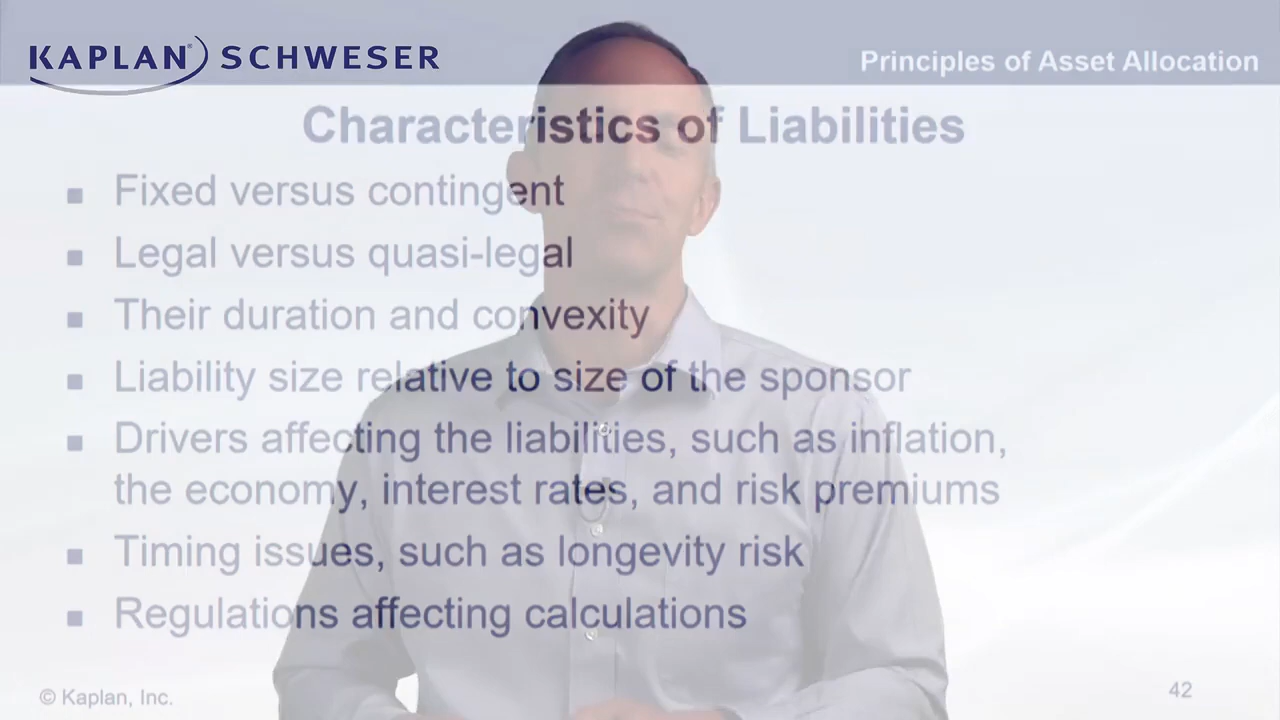 KAPLAN® SCHWESER
Principles of Asset Allocation
Characteristics of Liabilities
▪ Fixed versus contingent
▪ Legal versus quasi-legal
▪ Their duration and convexity
▪ Liability size relative to size of the sponsor
▪ Drivers affecting the liabilities, such as inflation,
the economy, interest rates, and risk premiums
▪ Timing issues, such as longevity risk
▪ Regulations affecting calculations
© Kaplan, Inc.
42